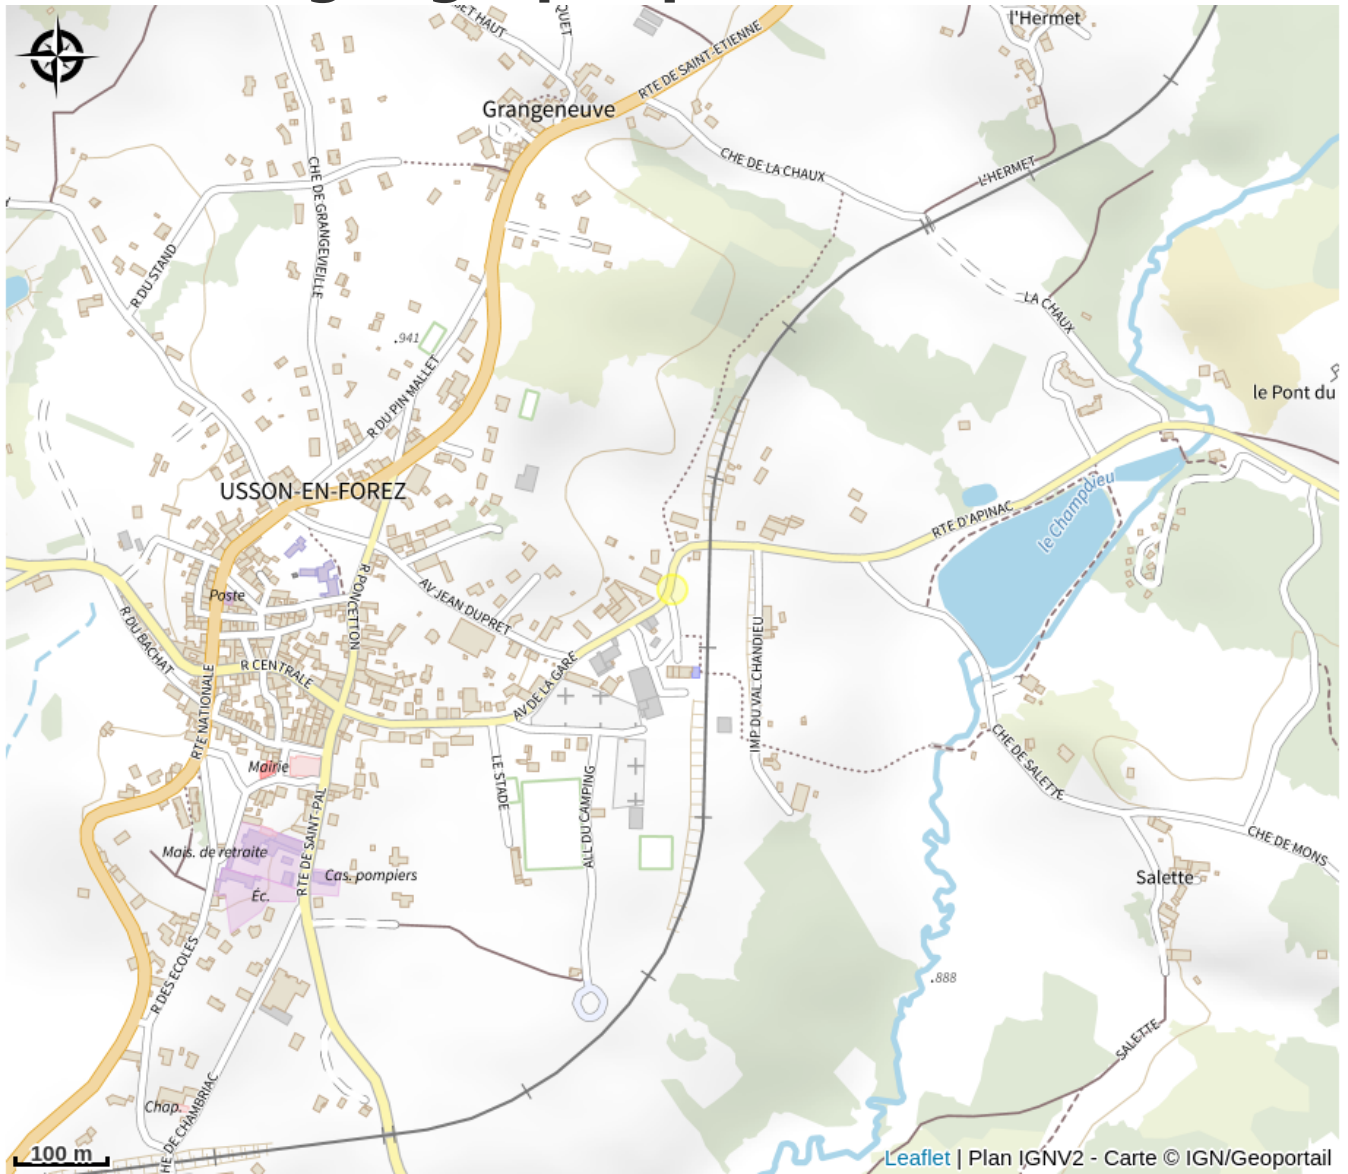 l'Hermet
RTE DE SAINT-ETIENNE
Grangeneuve
CHE DE LA CHAUX
L'HERMET
CHE DE GRANGEVIEILLE
R DU STAND
LA CHAUX
.941
R DU PIN MALLET
le Pont du
USSON-EN-FOREZ
le Champdieu
RTE D'APINAC
R PONCETTON
AV JEAN DUPRET
Poste
R DU BACHAT
R CENTRALE
IMP DU VAL CHANDIEU
AV DE LA GARE
RTE NATIONALE
Mairie
LE STADE
ALL DU CAMPING
CHE DE SALETTE
RTE DE SAINT-PAL
CHE DE MONS
Mais. de retraite
Cas. pompiers
Salette
Éc.
R DES ECOLES
.888
SALETTE
Chap.
HE DE CHAMBRIAC
100 m
Leaflet | Plan IGNV2 - Carte © IGN/Geoportail